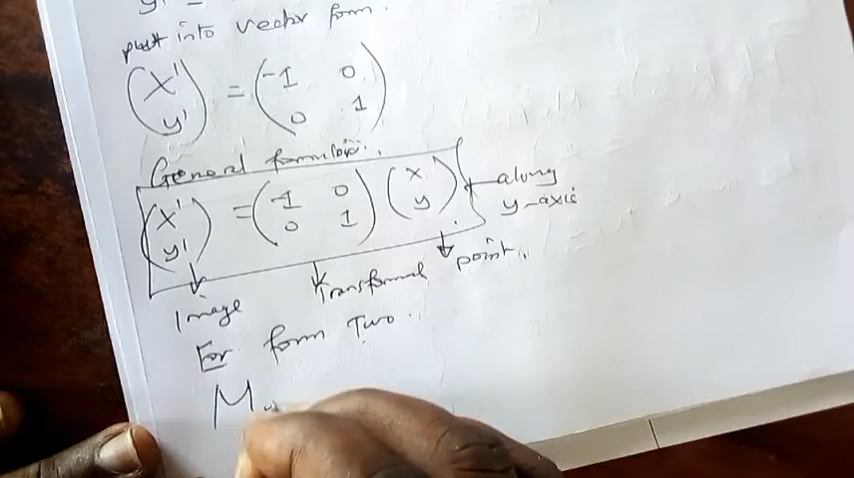 y' =
put into vector form.
(x' y') = (-1 0 0 1)
General formular.
(x' y') = (-1 0 0 1) (x y) along y-axis
Image Transformed point.
For form Two.
M